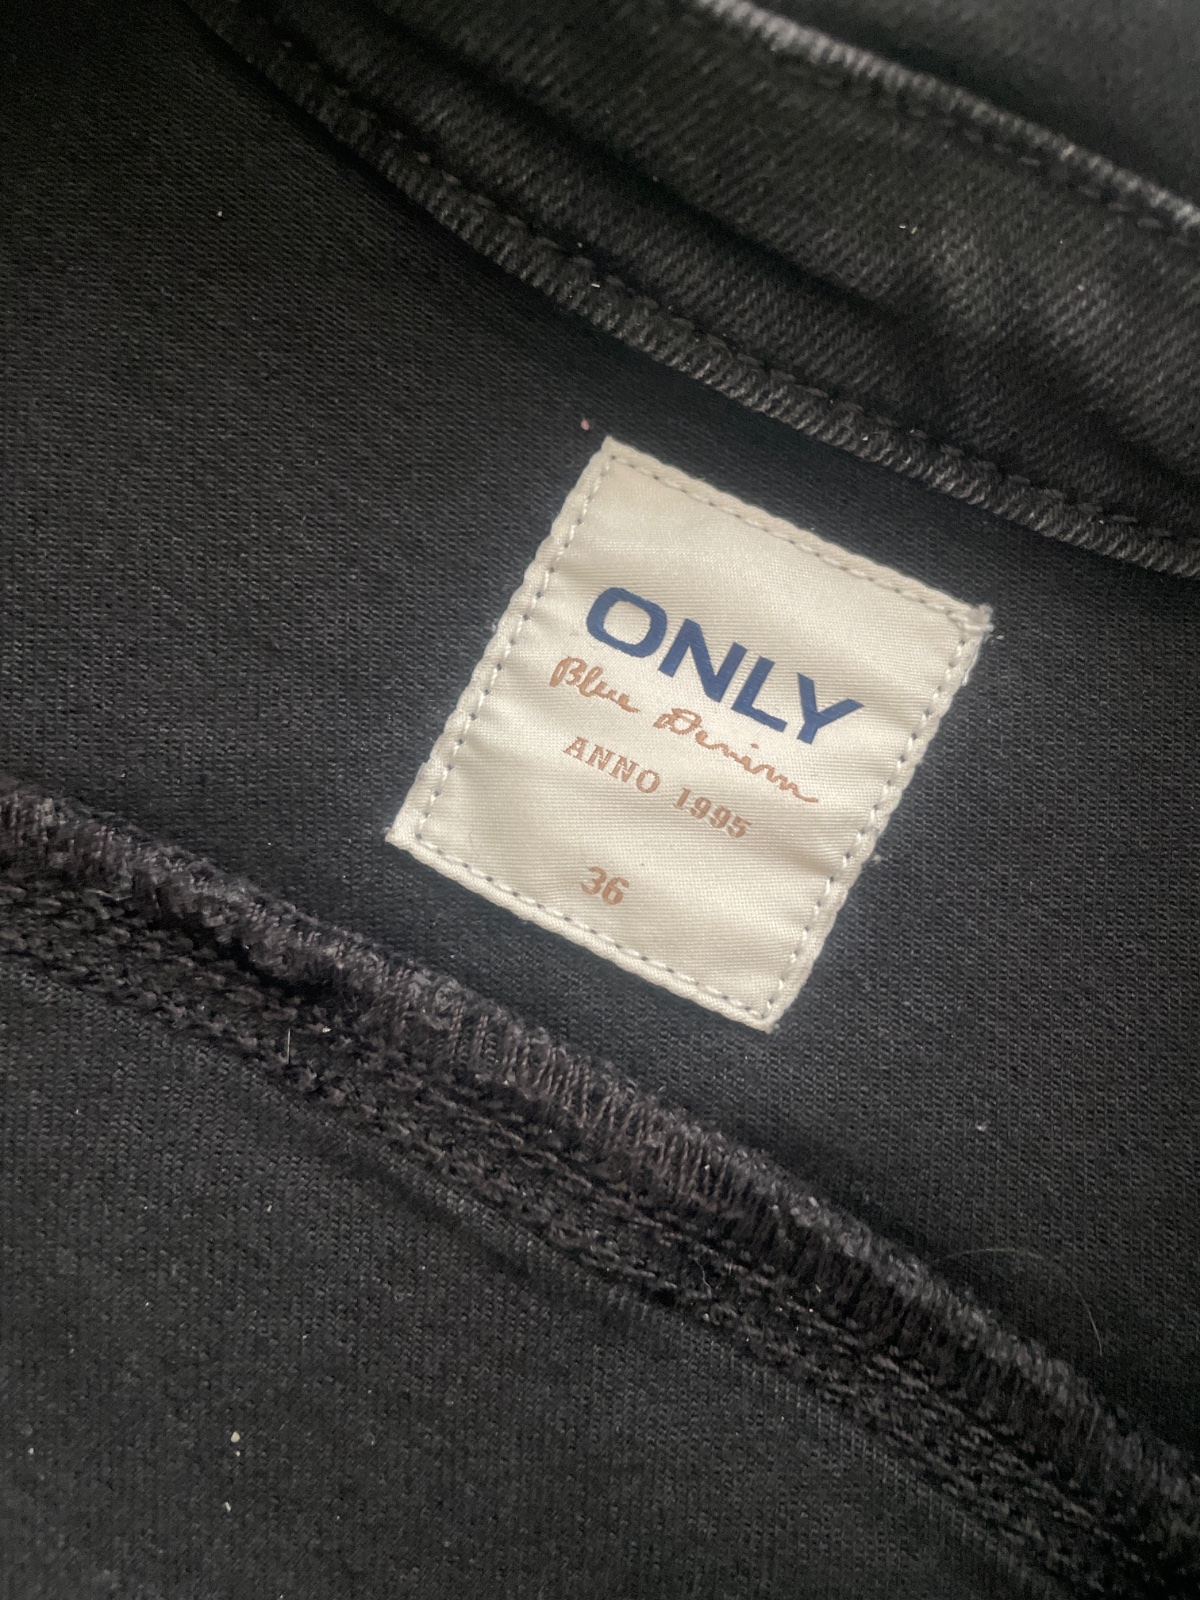 ONLY
Blue Denim
ANNO 1995
36